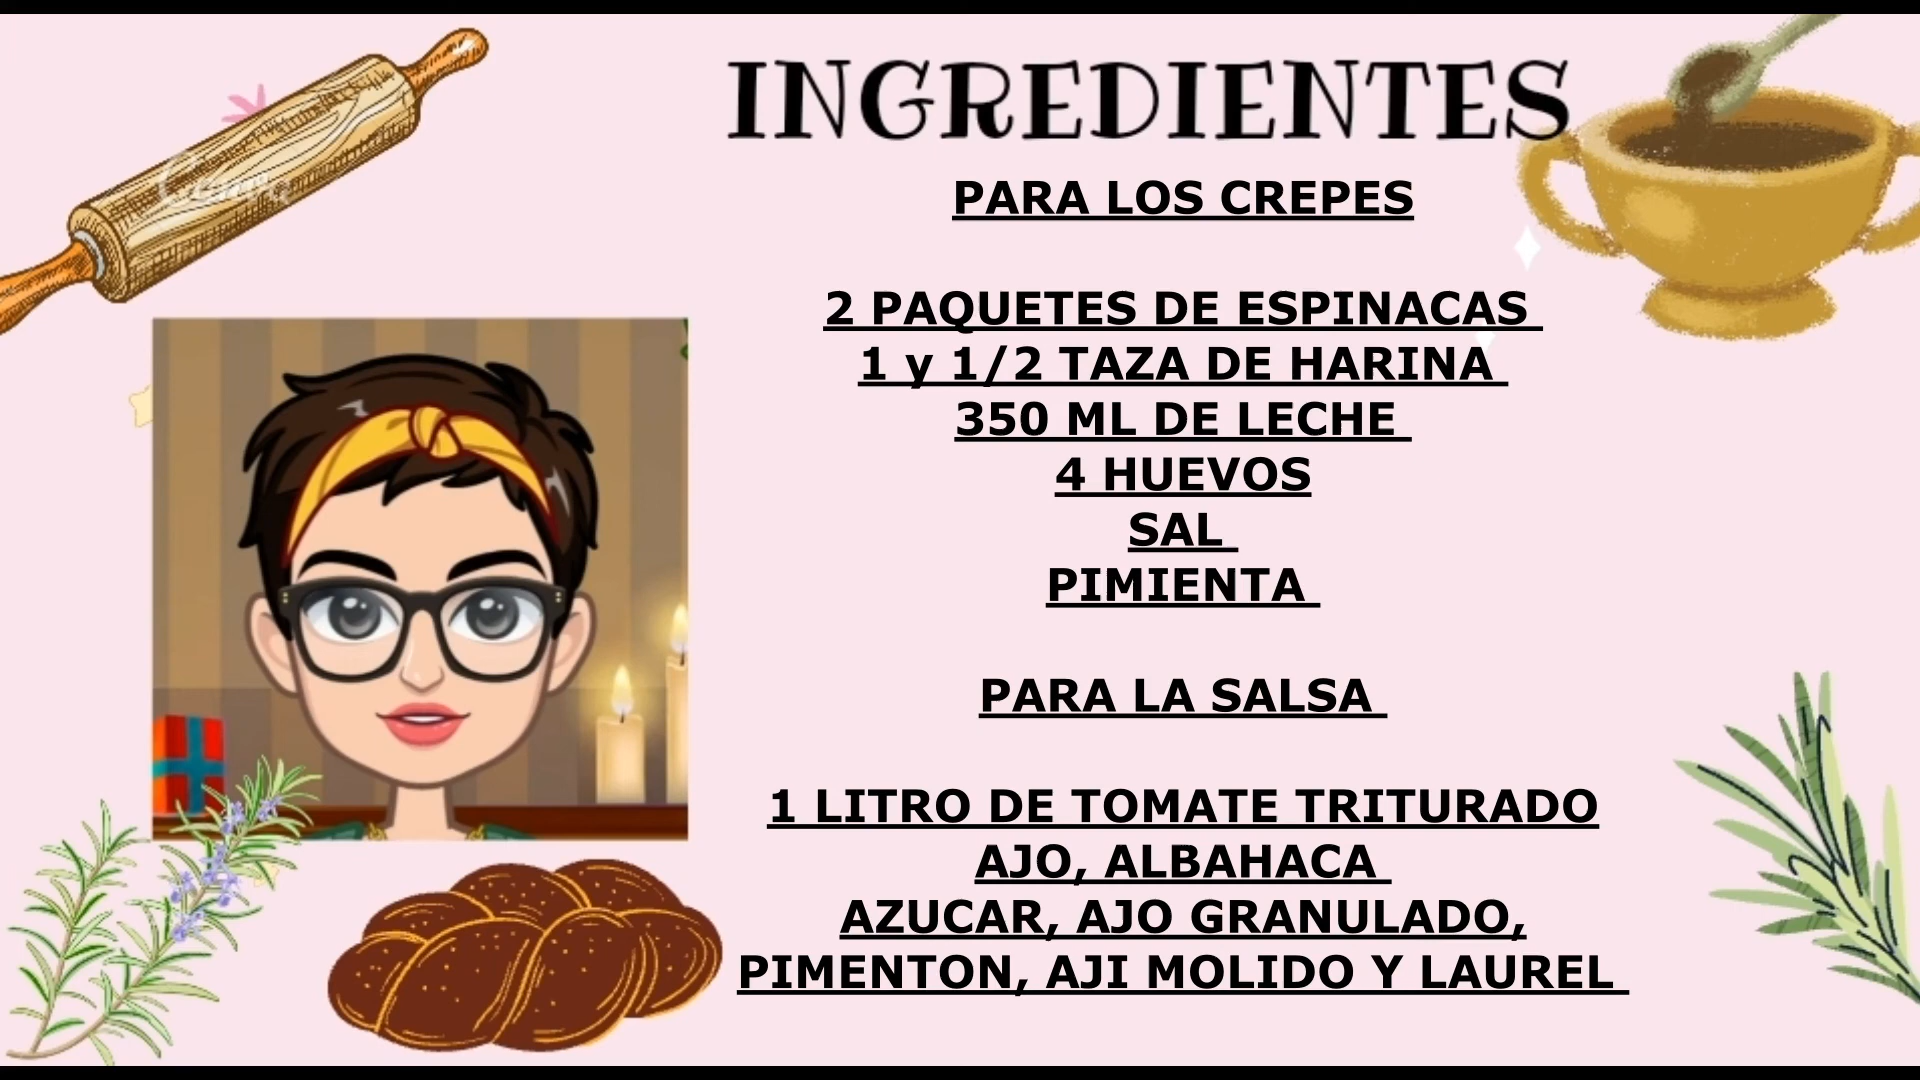 INGREDIENTES
PARA LOS CREPES
2 PAQUETES DE ESPINACAS
1 y 1/2 TAZA DE HARINA
350 ML DE LECHE
4 HUEVOS
SAL
PIMIENTA
PARA LA SALSA
1 LITRO DE TOMATE TRITURADO
AJO, ALBAHACA
AZUCAR, AJO GRANULADO,
PIMENTON, AJI MOLIDO Y LAUREL
Canva